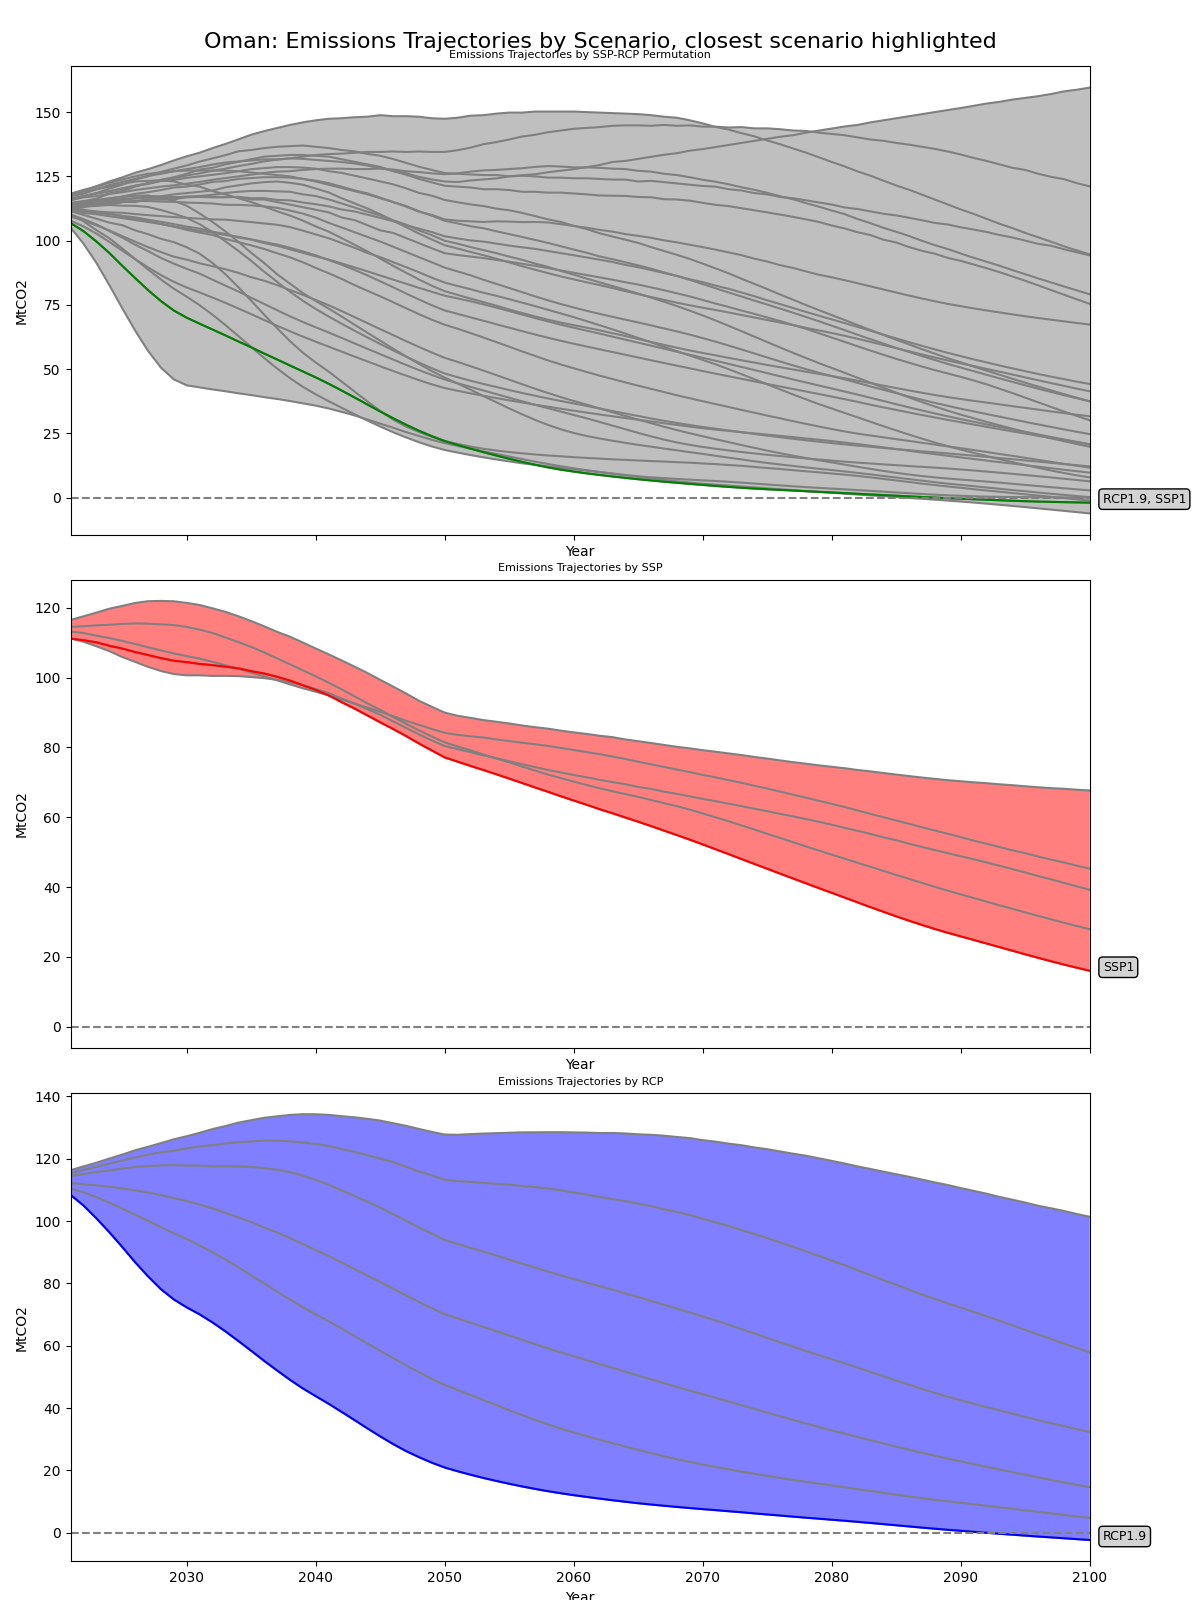 Oman: Emissions Trajectories by Scenario, closest scenario highlighted
Emissions Trajectories by SSP-RCP Permutation
150
125
100
75
50
25
0
MtCO2
RCP1.9, SSP1
Year
Emissions Trajectories by SSP
120
100
80
60
40
20
0
MtCO2
SSP1
Year
Emissions Trajectories by RCP
140
120
100
80
60
40
20
0
MtCO2
RCP1.9
2030 2040 2050 2060 2070 2080 2090 2100
Year